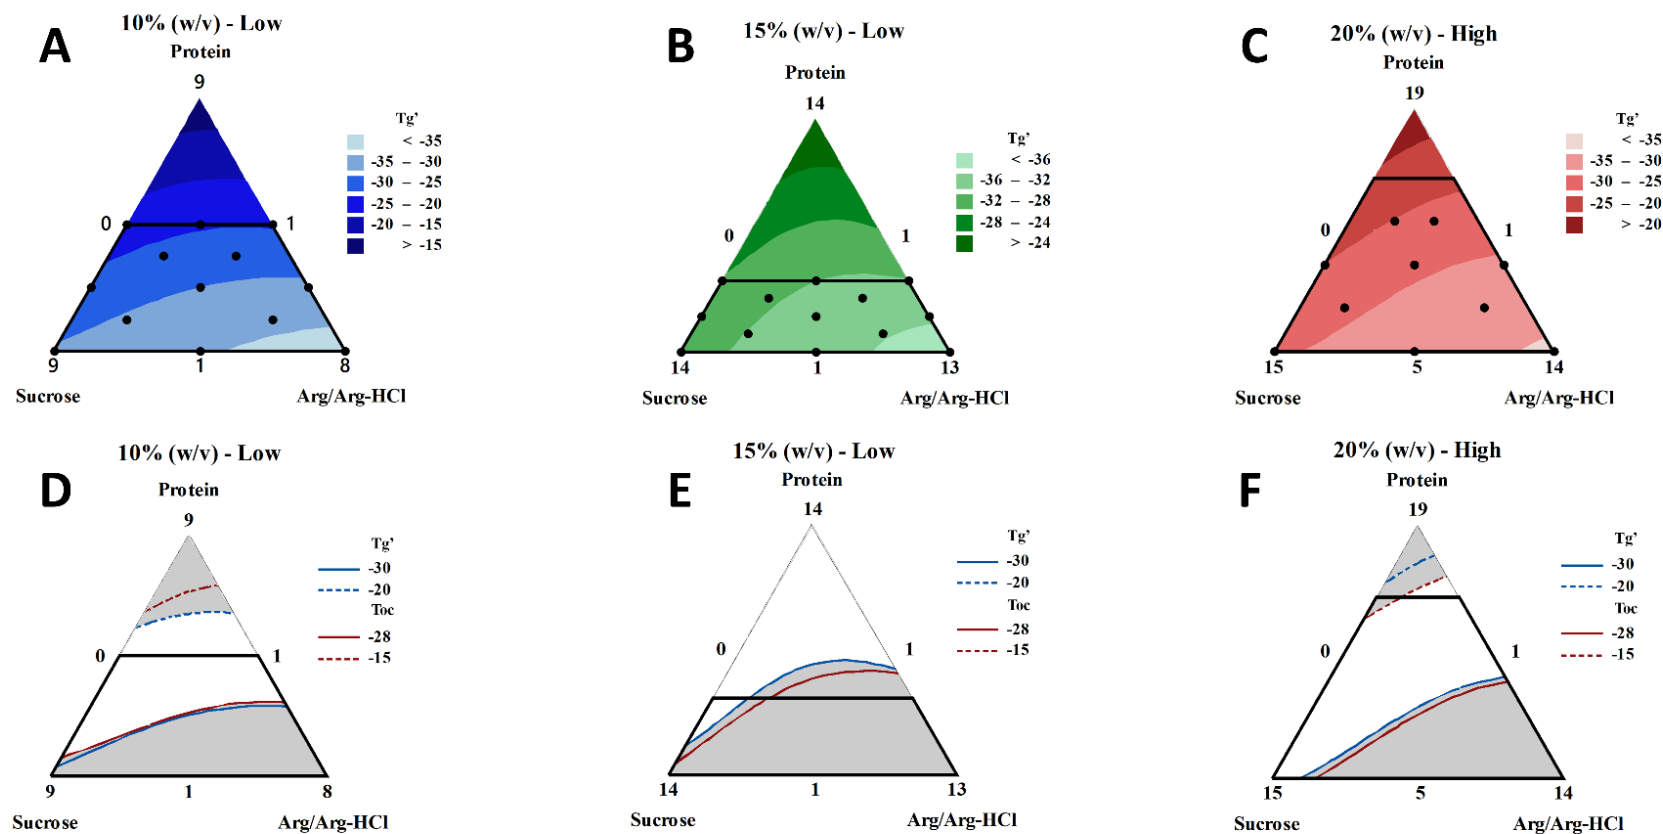 A
10% (w/v) - Low
Protein
9
Tg’
< -35
-35 – -30
-30 – -25
-25 – -20
-20 – -15
> -15
0
1
9
1
8
Sucrose
Arg/Arg-HCl
B
15% (w/v) - Low
Protein
14
Tg’
< -36
-36 – -32
-32 – -28
-28 – -24
> -24
0
1
14
1
13
Sucrose
Arg/Arg-HCl
C
20% (w/v) - High
Protein
19
Tg’
< -35
-35 – -30
-30 – -25
-25 – -20
> -20
0
1
15
5
14
Sucrose
Arg/Arg-HCl
D
10% (w/v) - Low
Protein
9
Tg’
-30
-20
Toc
-28
-15
0
1
9
1
8
Sucrose
Arg/Arg-HCl
E
15% (w/v) - Low
Protein
14
Tg’
-30
-20
Toc
-28
-15
0
1
14
1
13
Sucrose
Arg/Arg-HCl
F
20% (w/v) - High
Protein
19
Tg’
-30
-20
Toc
-28
-15
0
1
15
5
14
Sucrose
Arg/Arg-HCl